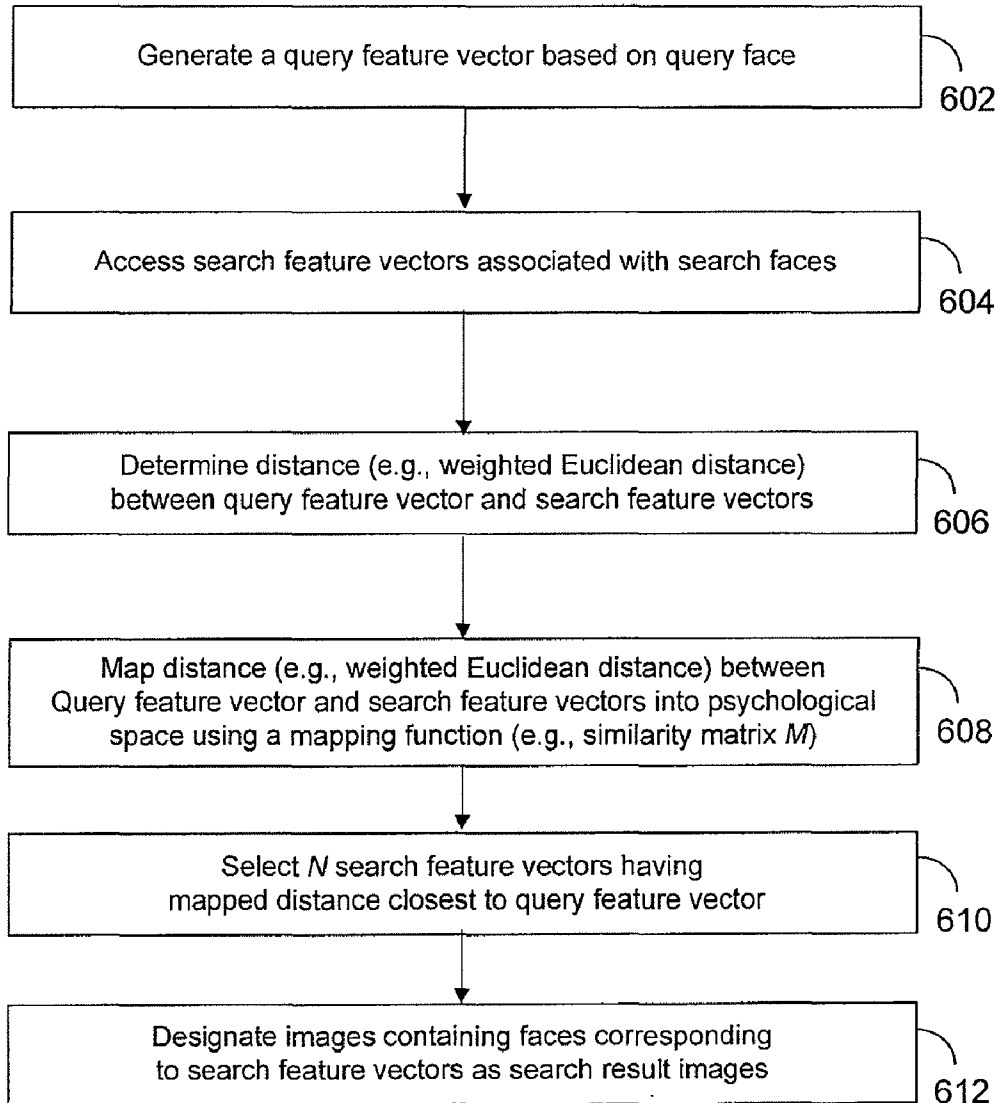 Generate a query feature vector based on query face
602
Access search feature vectors associated with search faces
604
Determine distance (e.g., weighted Euclidean distance)
between query feature vector and search feature vectors
606
Map distance (e.g., weighted Euclidean distance) between
Query feature vector and search feature vectors into psychological
space using a mapping function (e.g., similarity matrix M)
608
Select N search feature vectors having
mapped distance closest to query feature vector
610
Designate images containing faces corresponding
to search feature vectors as search result images
612